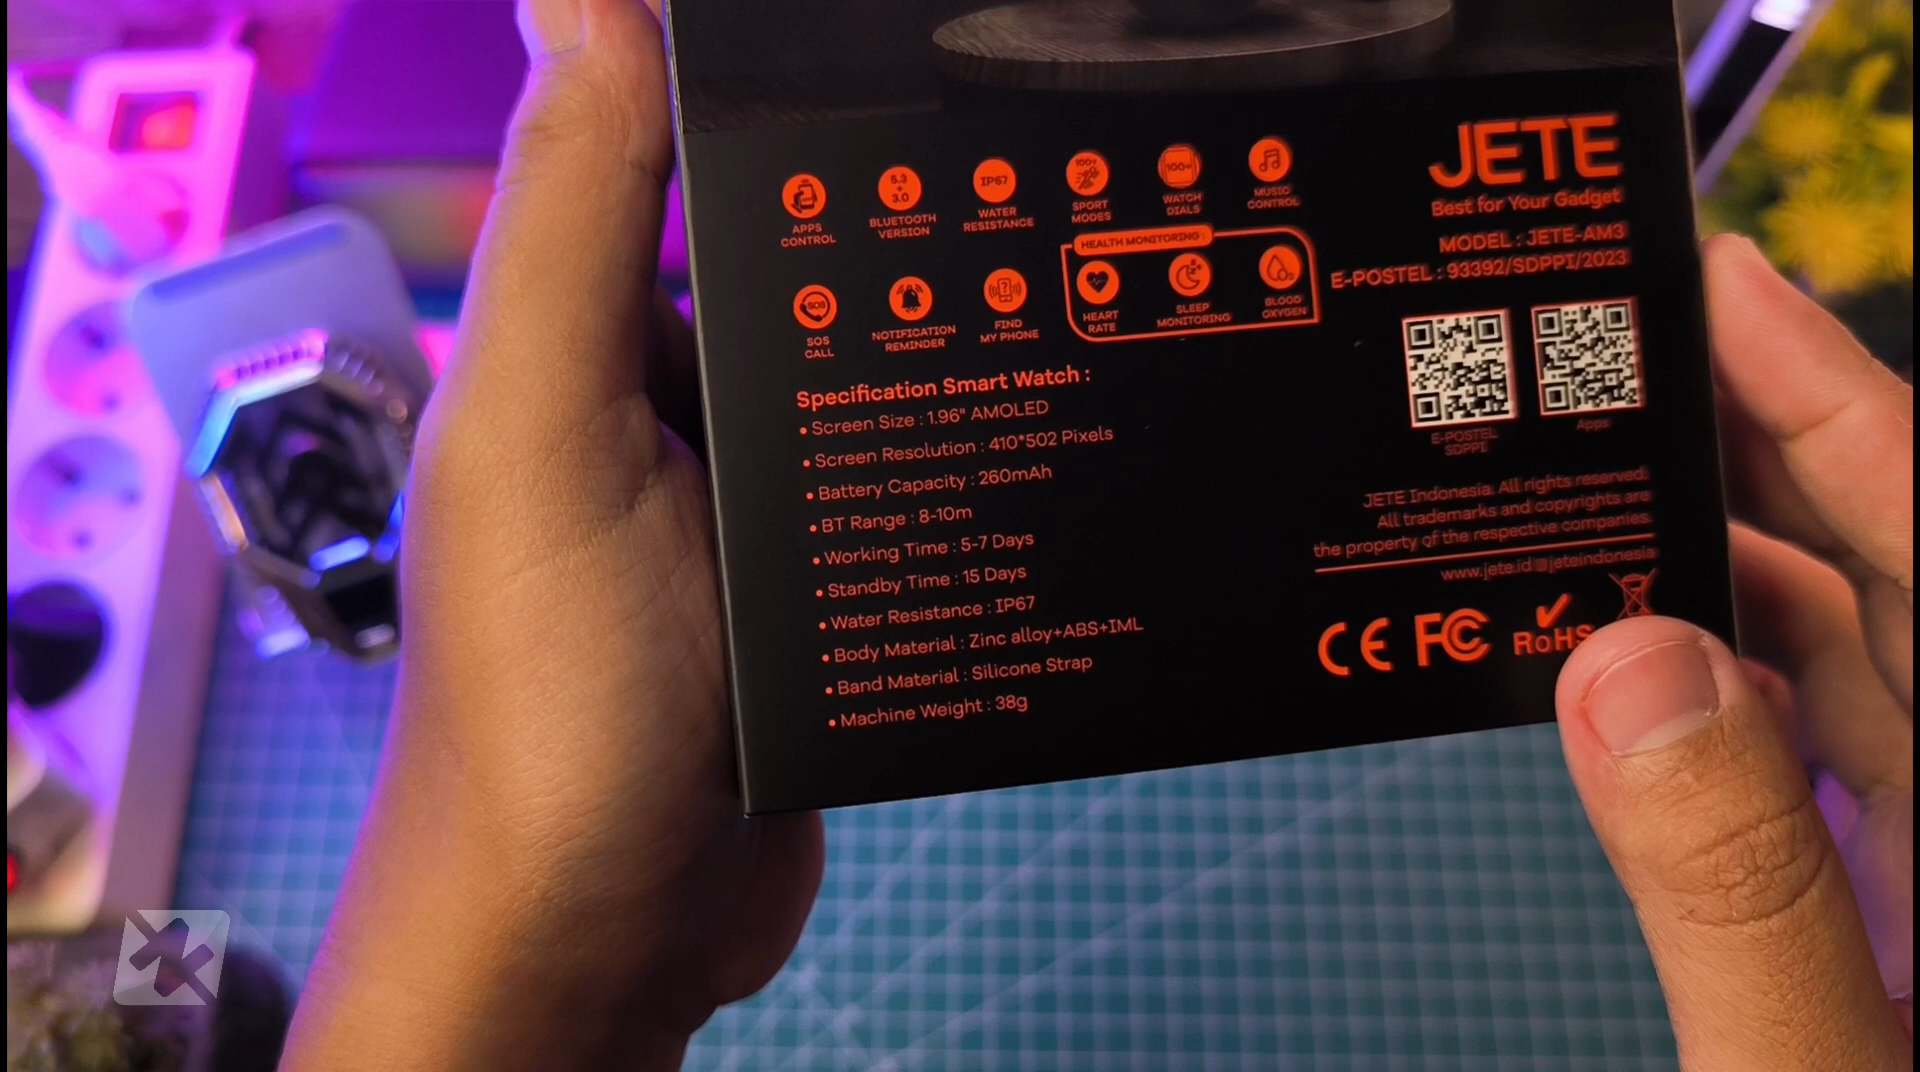 5.3
+
3.0
IP67
100+
100+
APPS
CONTROL
BLUETOOTH
VERSION
WATER
RESISTANCE
SPORT
MODES
WATCH
DIALS
MUSIC
CONTROL
HEALTH MONITORING :
SOS
SOS
CALL
NOTIFICATION
REMINDER
?
FIND
MY PHONE
HEART
RATE
SLEEP
MONITORING
O₂
BLOOD
OXYGEN
Specification Smart Watch :
• Screen Size : 1.96" AMOLED
• Screen Resolution : 410*502 Pixels
• Battery Capacity : 260mAh
• BT Range : 8-10m
• Working Time : 5-7 Days
• Standby Time : 15 Days
• Water Resistance : IP67
• Body Material : Zinc alloy+ABS+IML
• Band Material : Silicone Strap
• Machine Weight : 38g
JETE
Best for Your Gadget
MODEL : JETE-AM3
E-POSTEL : 93392/SDPPI/2023
E-POSTEL
SDPPI
Apps
JETE Indonesia. All rights reserved.
All trademarks and copyrights are
the property of the respective companies.
www.jete.id @jeteindonesia
CE FC RoHS